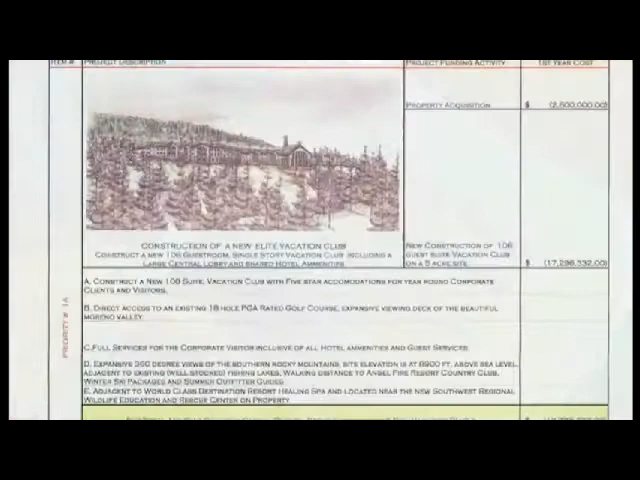 ITEM # PROJECT DESCRIPTION PROJECT FUNDING ACTIVITY 1ST YEAR COST
PROPERTY ACQUISITION $ (2,500,000.00)
CONSTRUCTION OF A NEW ELITE VACATION CLUB
CONSTRUCT A NEW 106 GUESTROOM, SINGLE STORY VACATION CLUB INCLUDING A
LARGE CENTRAL LOBBY AND SHARED HOTEL AMMENITIES.
NEW CONSTRUCTION OF 106
GUEST SUITE VACATION CLUB
ON A 5 ACRE SITE. $ (17,286,332.00)
PRIORITY # 1A
A. CONSTRUCT A NEW 106 SUITE, VACATION CLUB WITH FIVE STAR ACCOMODATIONS FOR YEAR ROUND CORPORATE
CLIENTS AND VISITORS.
B. DIRECT ACCESS TO AN EXISTING 18 HOLE PGA RATED GOLF COURSE, EXPANSIVE VIEWING DECK OF THE BEAUTIFUL
MORENO VALLEY.
C.FULL SERVICES FOR THE CORPORATE VISITOR INCLUSIVE OF ALL HOTEL AMMENITIES AND GUEST SERVICES.
D. EXPANSIVE 360 DEGREE VIEWS OF THE SOUTHERN ROCKY MOUNTAINS, SITE ELEVATION IS AT 8900 FT. ABOVE SEA LEVEL,
ADJACENT TO EXISTING (WELL STOCKED) FISHING LAKES, WALKING DISTANCE TO ANGEL FIRE RESORT COUNTRY CLUB,
WINTER SKI PACKAGES AND SUMMER OUTFITTER GUIDES
E. ADJACENT TO WORLD CLASS DESTINATION RESORT HEALING SPA AND LOCATED NEAR THE NEW SOUTHWEST REGIONAL
WILDLIFE EDUCATION AND RESCUE CENTER ON PROPERTY